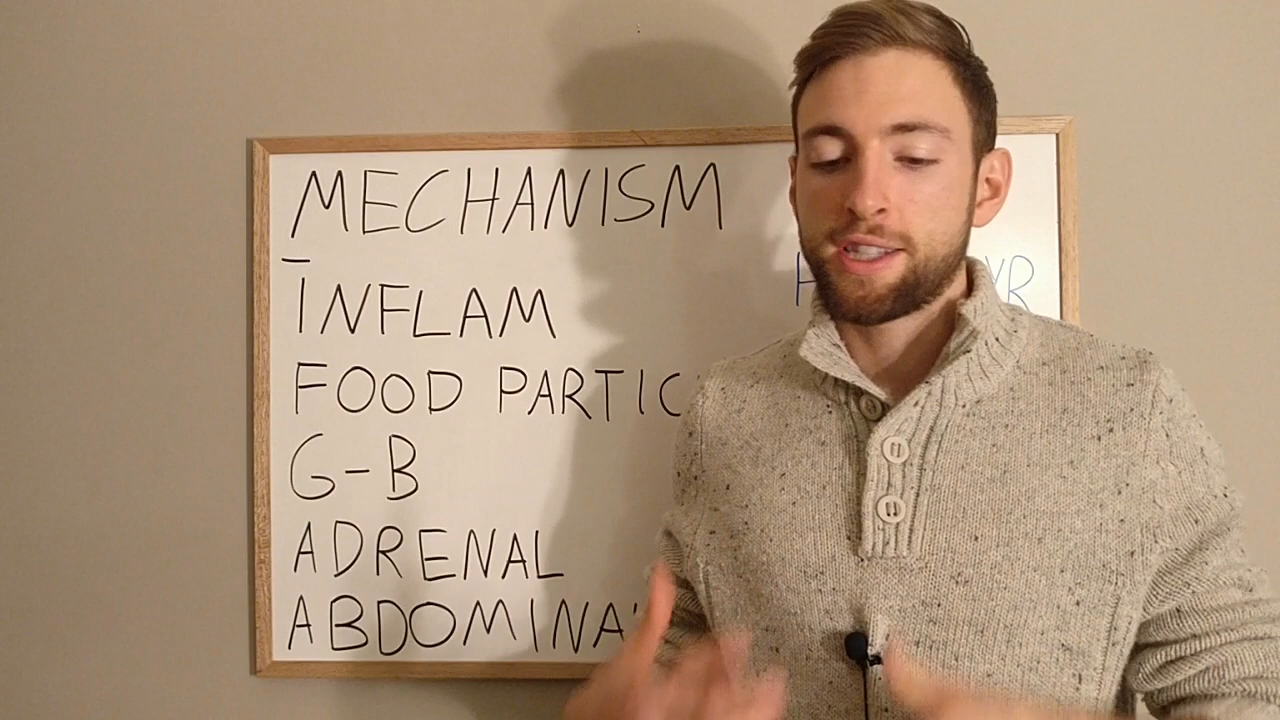 MECHANISM
INFLAM
FOOD PARTIC
G-B
ADRENAL
ABDOMINA